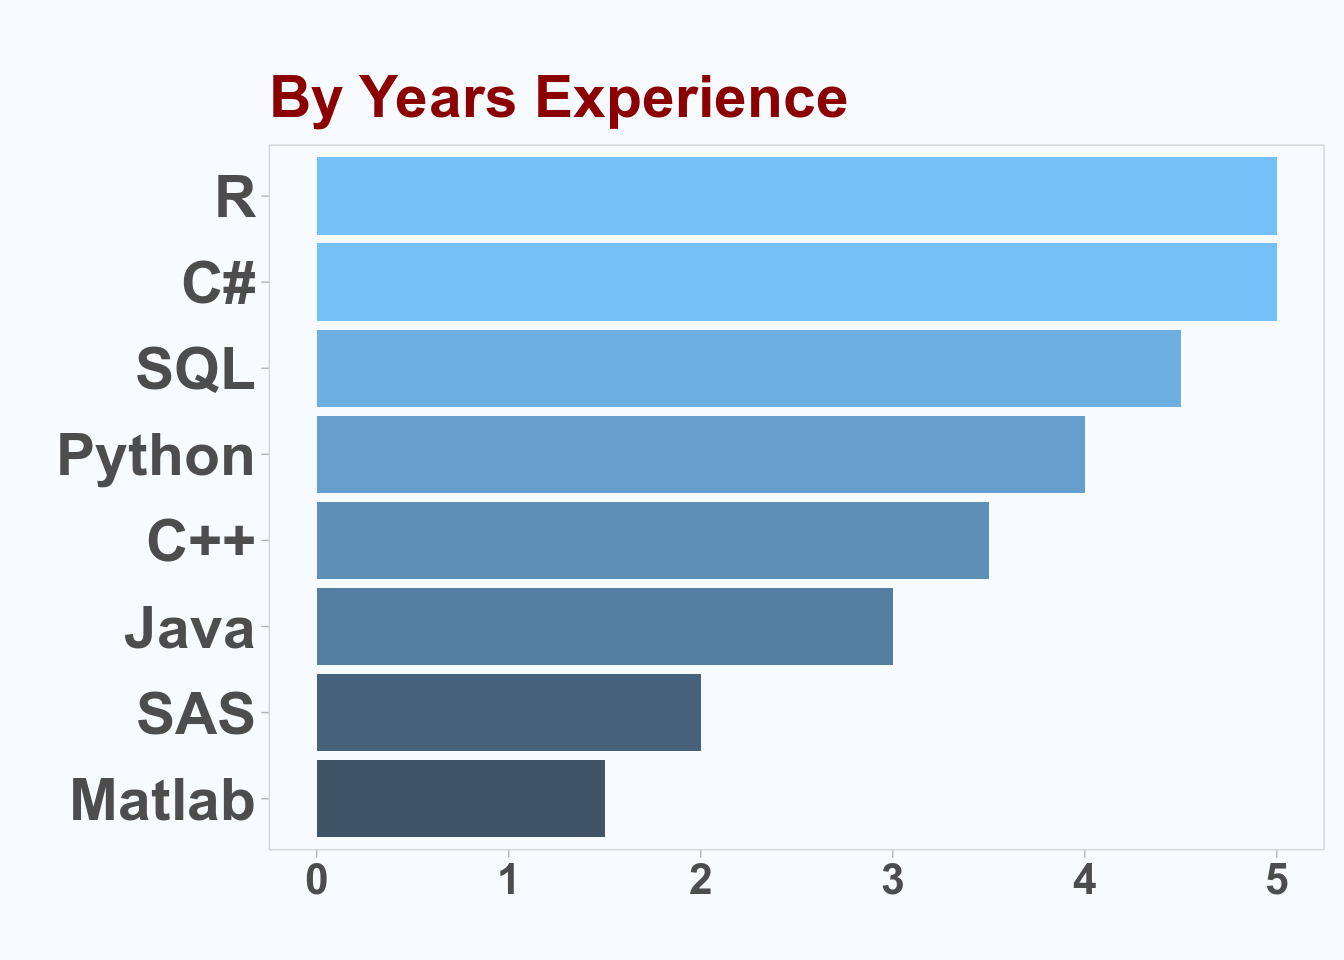 By Years Experience
R
C#
SQL
Python
C++
Java
SAS
Matlab
0 1 2 3 4 5